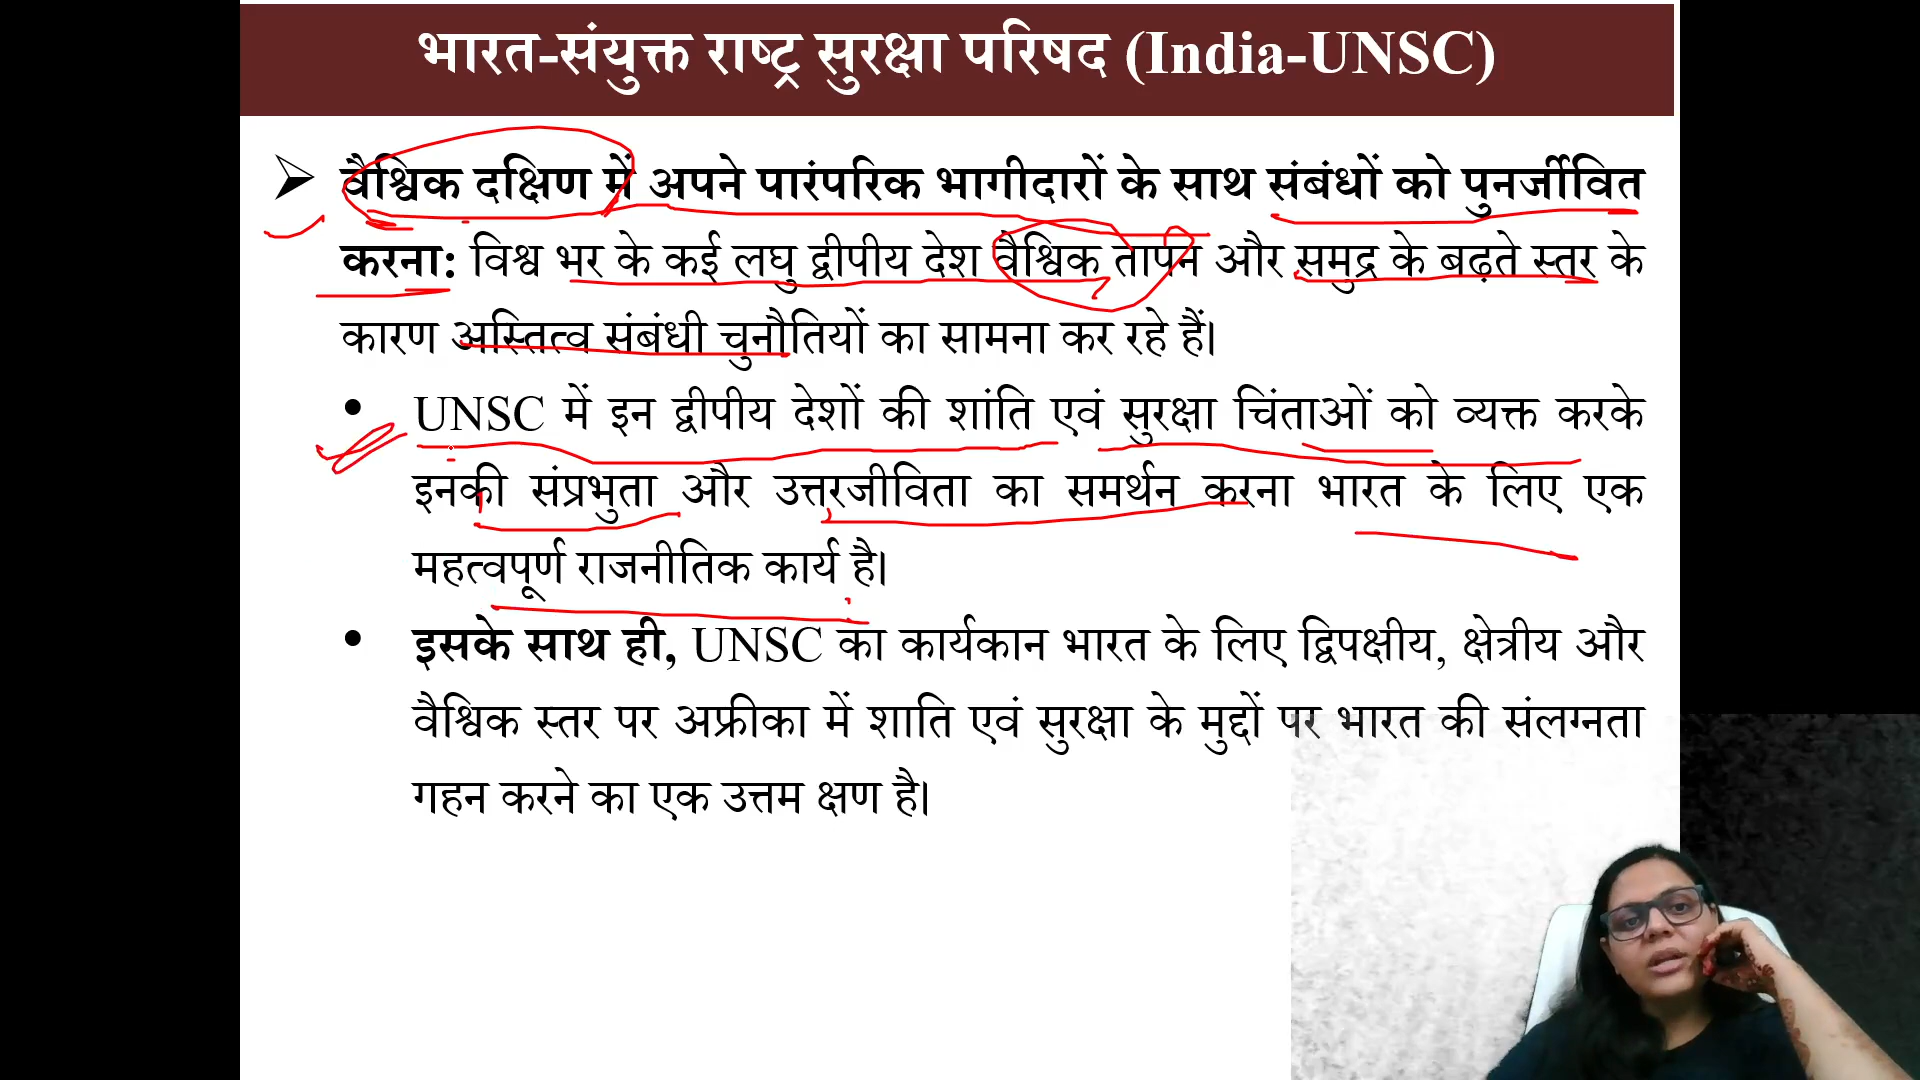 भारत-संयुक्त राष्ट्र सुरक्षा परिषद (India-UNSC)
वैश्विक दक्षिण में अपने पारंपरिक भागीदारों के साथ संबंधों को पुनर्जीवित
करना: विश्व भर के कई लघु द्वीपीय देश वैश्विक तापन और समुद्र के बढ़ते स्तर के
कारण अस्तित्व संबंधी चुनौतियों का सामना कर रहे हैं।
UNSC में इन द्वीपीय देशों की शांति एवं सुरक्षा चिंताओं को व्यक्त करके
इनकी संप्रभुता और उत्तरजीविता का समर्थन करना भारत के लिए एक
महत्वपूर्ण राजनीतिक कार्य है।
इसके साथ ही, UNSC का कार्यकान भारत के लिए द्विपक्षीय, क्षेत्रीय और
वैश्विक स्तर पर अफ्रीका में शाति एवं सुरक्षा के मुद्दों पर भारत की संलग्नता
गहन करने का एक उत्तम क्षण है।